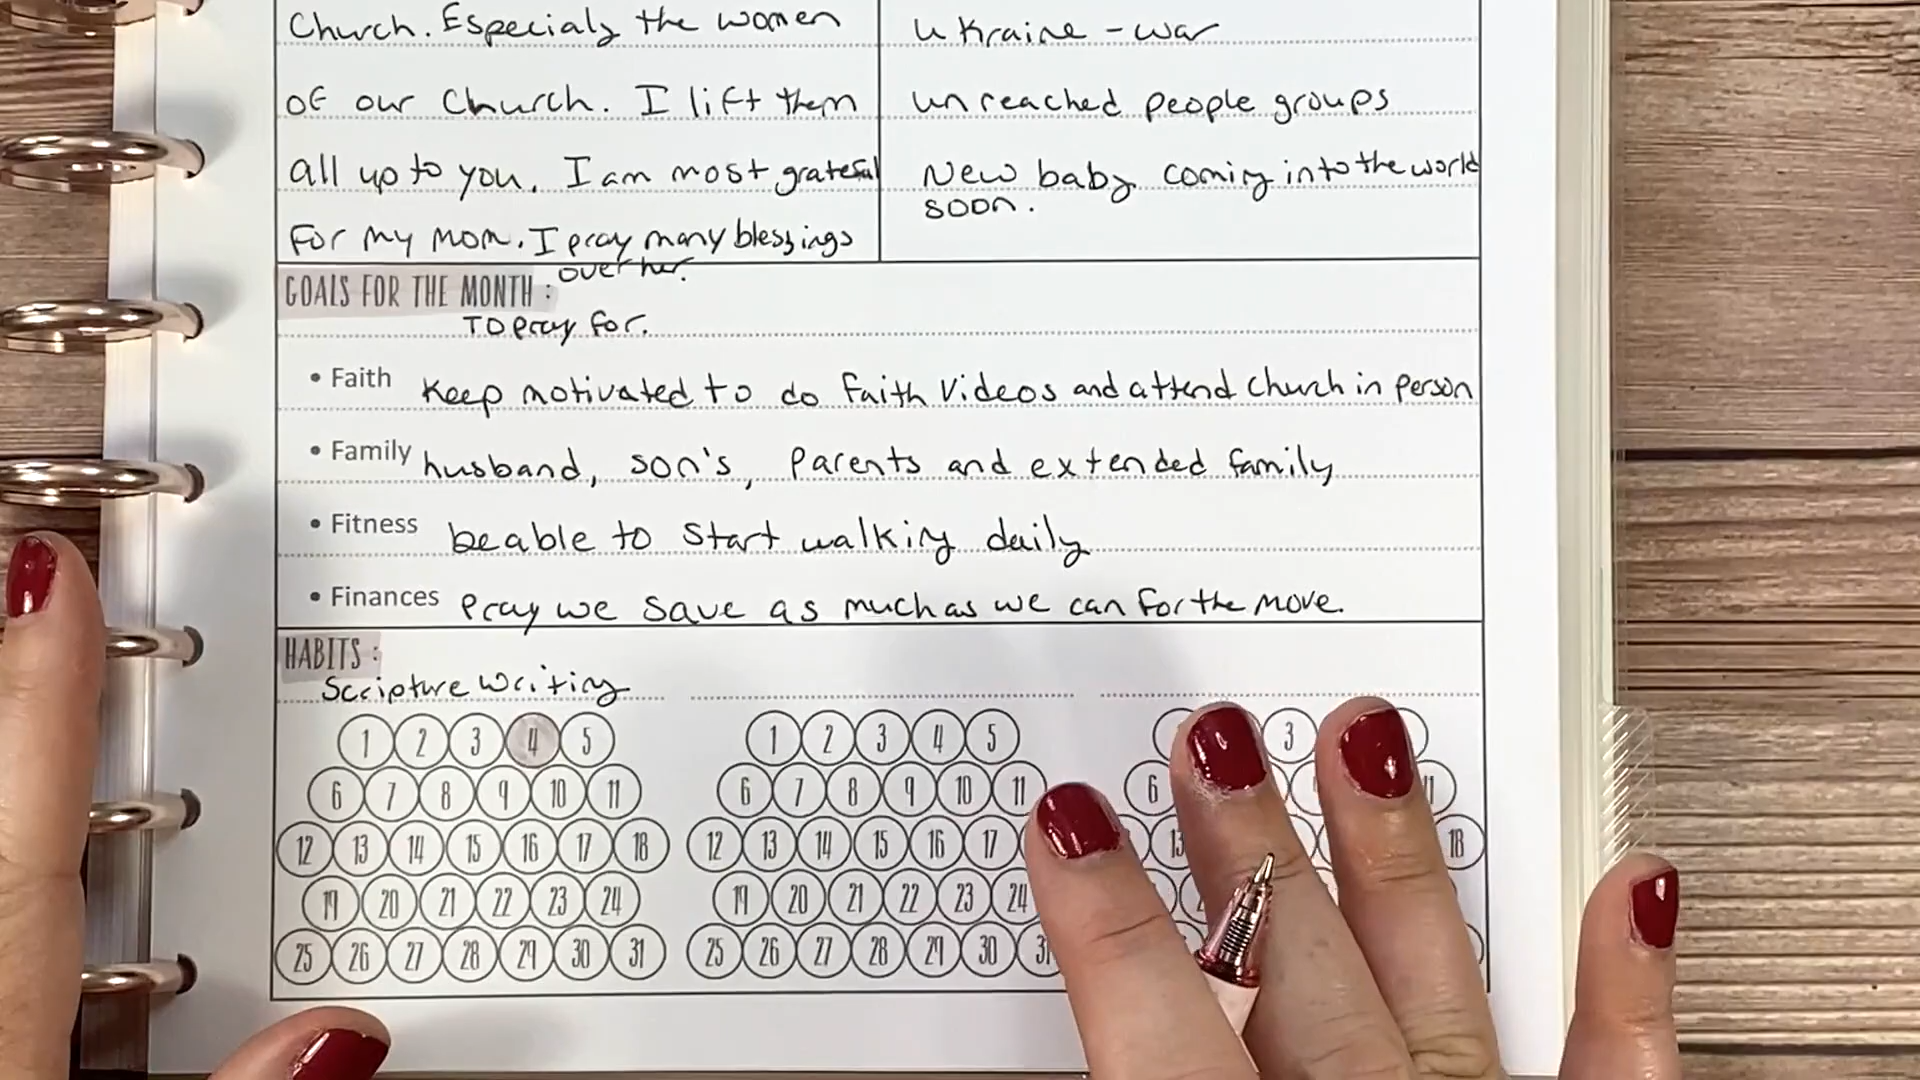 Church. Especialy the women
of our Church. I lift them
all up to you. I am most grateful
For my mom. I pray many blessings
over her.
Ukraine - war
unreached people groups
New baby coming into the world
soon.
GOALS FOR THE MONTH :
To pray for.
• Faith Keep motivated to do Faith Videos and attend Church in person
• Family husband, son's, Parents and extended family
• Fitness beable to Start walking daily
• Finances Pray we save as much as we can for the move.
HABITS :
Scripture Writing
1 2 3 4 5
6 7 8 9 10 11
12 13 14 15 16 17 18
19 20 21 22 23 24
25 26 27 28 29 30 31
1 2 3 4 5
6 7 8 9 10 11
12 13 14 15 16 17
19 20 21 22 23 24
25 26 27 28 29 30 31
3
6
13 18